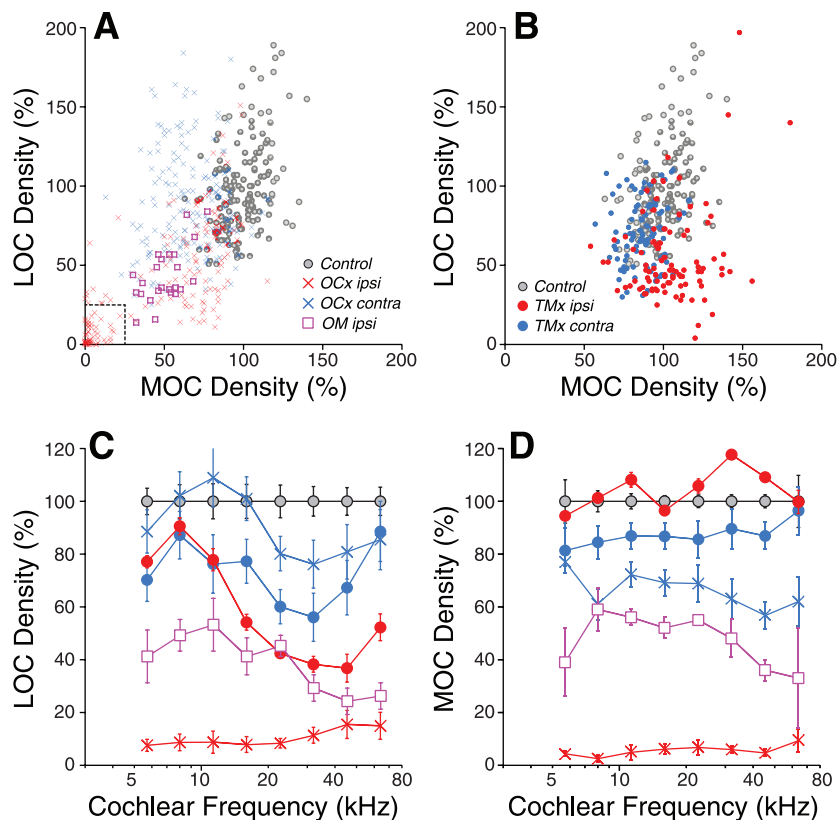 A
B
200
150
100
50
0
LOC Density (%)
0 50 100 150 200
MOC Density (%)
Control
OCx ipsi
OCx contra
OM ipsi
200
150
100
50
0
LOC Density (%)
0 50 100 150 200
MOC Density (%)
Control
TMx ipsi
TMx contra
C
D
120
100
80
60
40
20
0
LOC Density (%)
5 10 20 40 80
Cochlear Frequency (kHz)
120
100
80
60
40
20
0
MOC Density (%)
5 10 20 40 80
Cochlear Frequency (kHz)